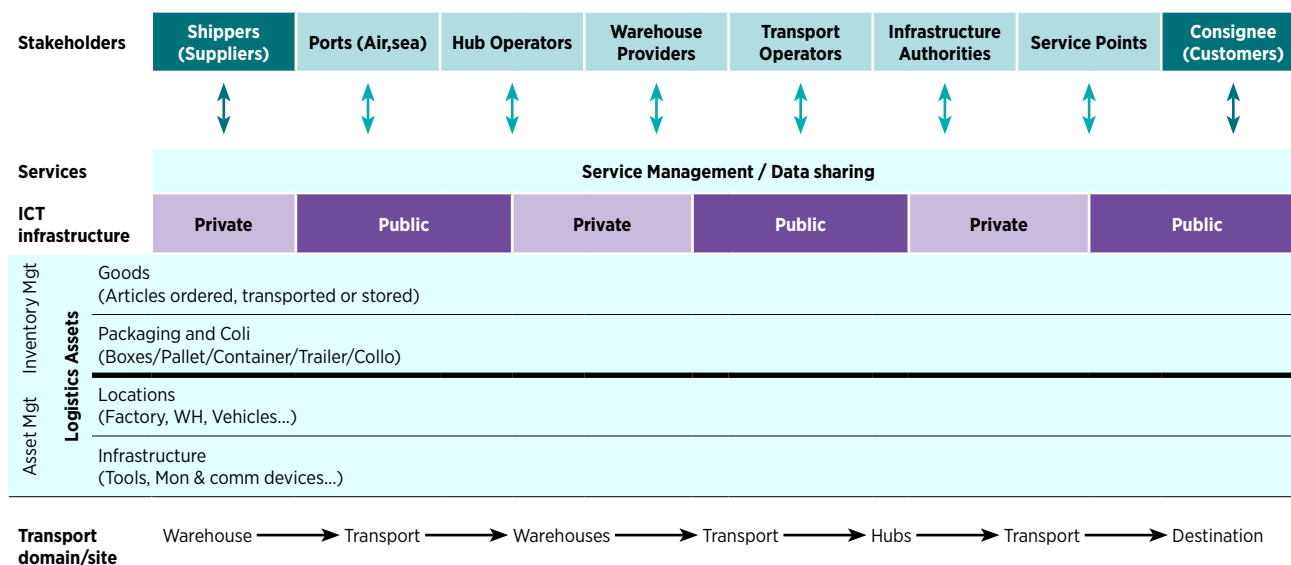 Stakeholders
Shippers
(Suppliers)
Ports (Air,sea)
Hub Operators
Warehouse
Providers
Transport
Operators
Infrastructure
Authorities
Service Points
Consignee
(Customers)
Services
Service Management / Data sharing
ICT
infrastructure
Private
Public
Private
Public
Private
Public
Inventory Mgt
Asset Mgt
Logistics Assets
Goods
(Articles ordered, transported or stored)
Packaging and Coli
(Boxes/Pallet/Container/Trailer/Collo)
Locations
(Factory, WH, Vehicles...)
Infrastructure
(Tools, Mon & comm devices...)
Transport
domain/site
Warehouse
Transport
Warehouses
Transport
Hubs
Transport
Destination